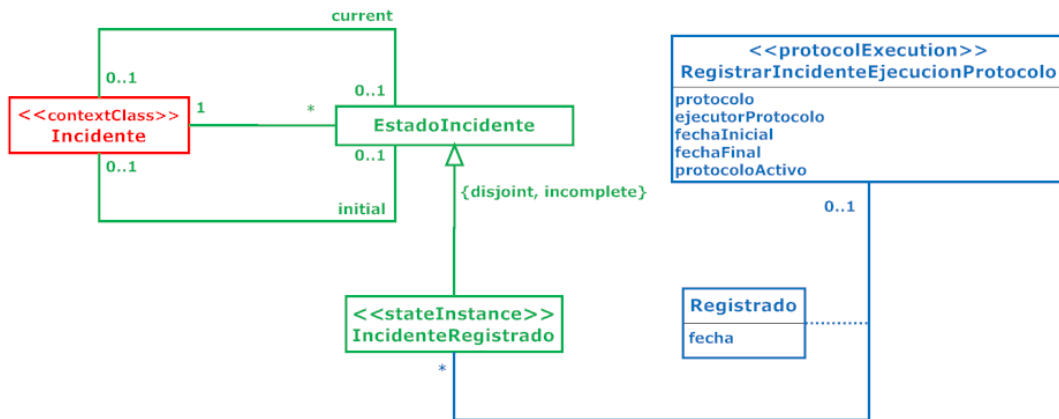 current
<<protocolExecution>>
RegistrarIncidenteEjecucionProtocolo
0..1
0..1
protocolo
ejecutorProtocolo
fechaInicial
fechaFinal
protocoloActivo
<<contextClass>>
Incidente
1
*
EstadoIncidente
0..1
0..1
{disjoint, incomplete}
initial
0..1
<<stateInstance>>
IncidenteRegistrado
Registrado
fecha
*